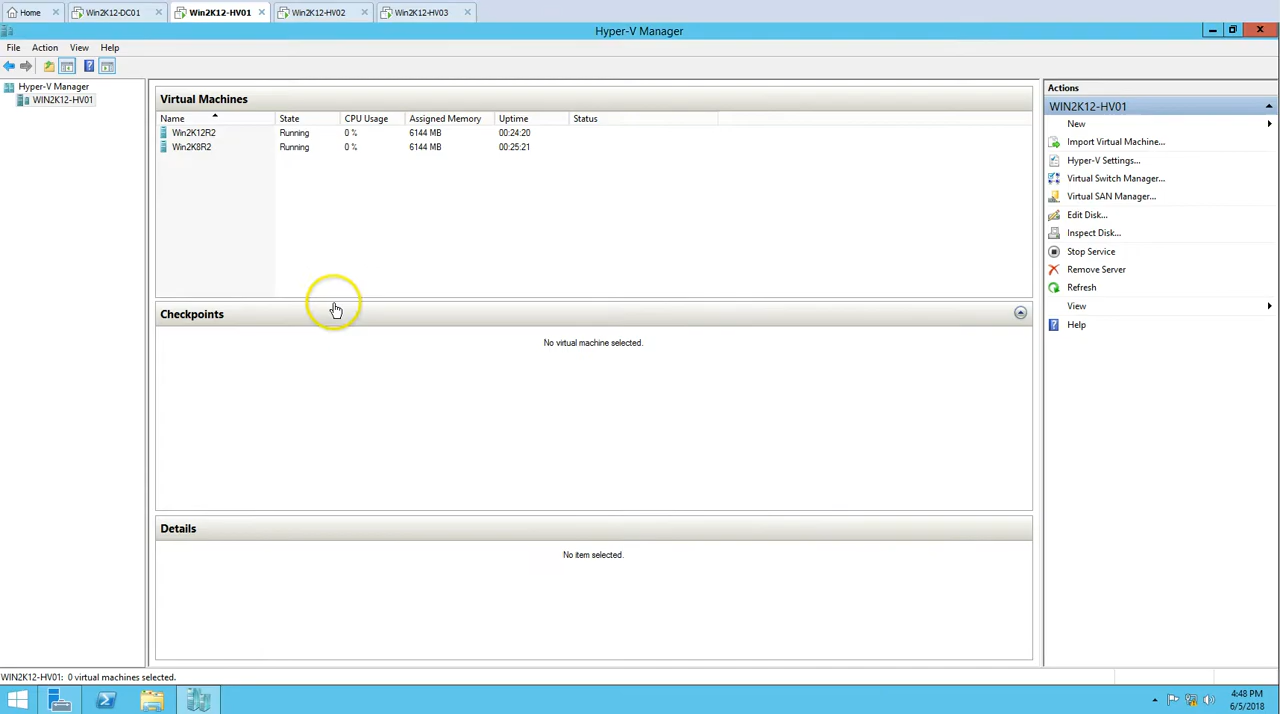 Home Win2K12-DC01 Win2K12-HV01 Win2K12-HV02 Win2K12-HV03
Hyper-V Manager
File Action View Help
Hyper-V Manager
WIN2K12-HV01
Virtual Machines
Name State CPU Usage Assigned Memory Uptime Status
Win2K12R2 Running 0 % 6144 MB 00:24:20
Win2K8R2 Running 0 % 6144 MB 00:25:21
Checkpoints
No virtual machine selected.
Details
No item selected.
Actions
WIN2K12-HV01
New
Import Virtual Machine...
Hyper-V Settings...
Virtual Switch Manager...
Virtual SAN Manager...
Edit Disk...
Inspect Disk...
Stop Service
Remove Server
Refresh
View
Help
WIN2K12-HV01: 0 virtual machines selected.
4:48 PM
6/5/2018